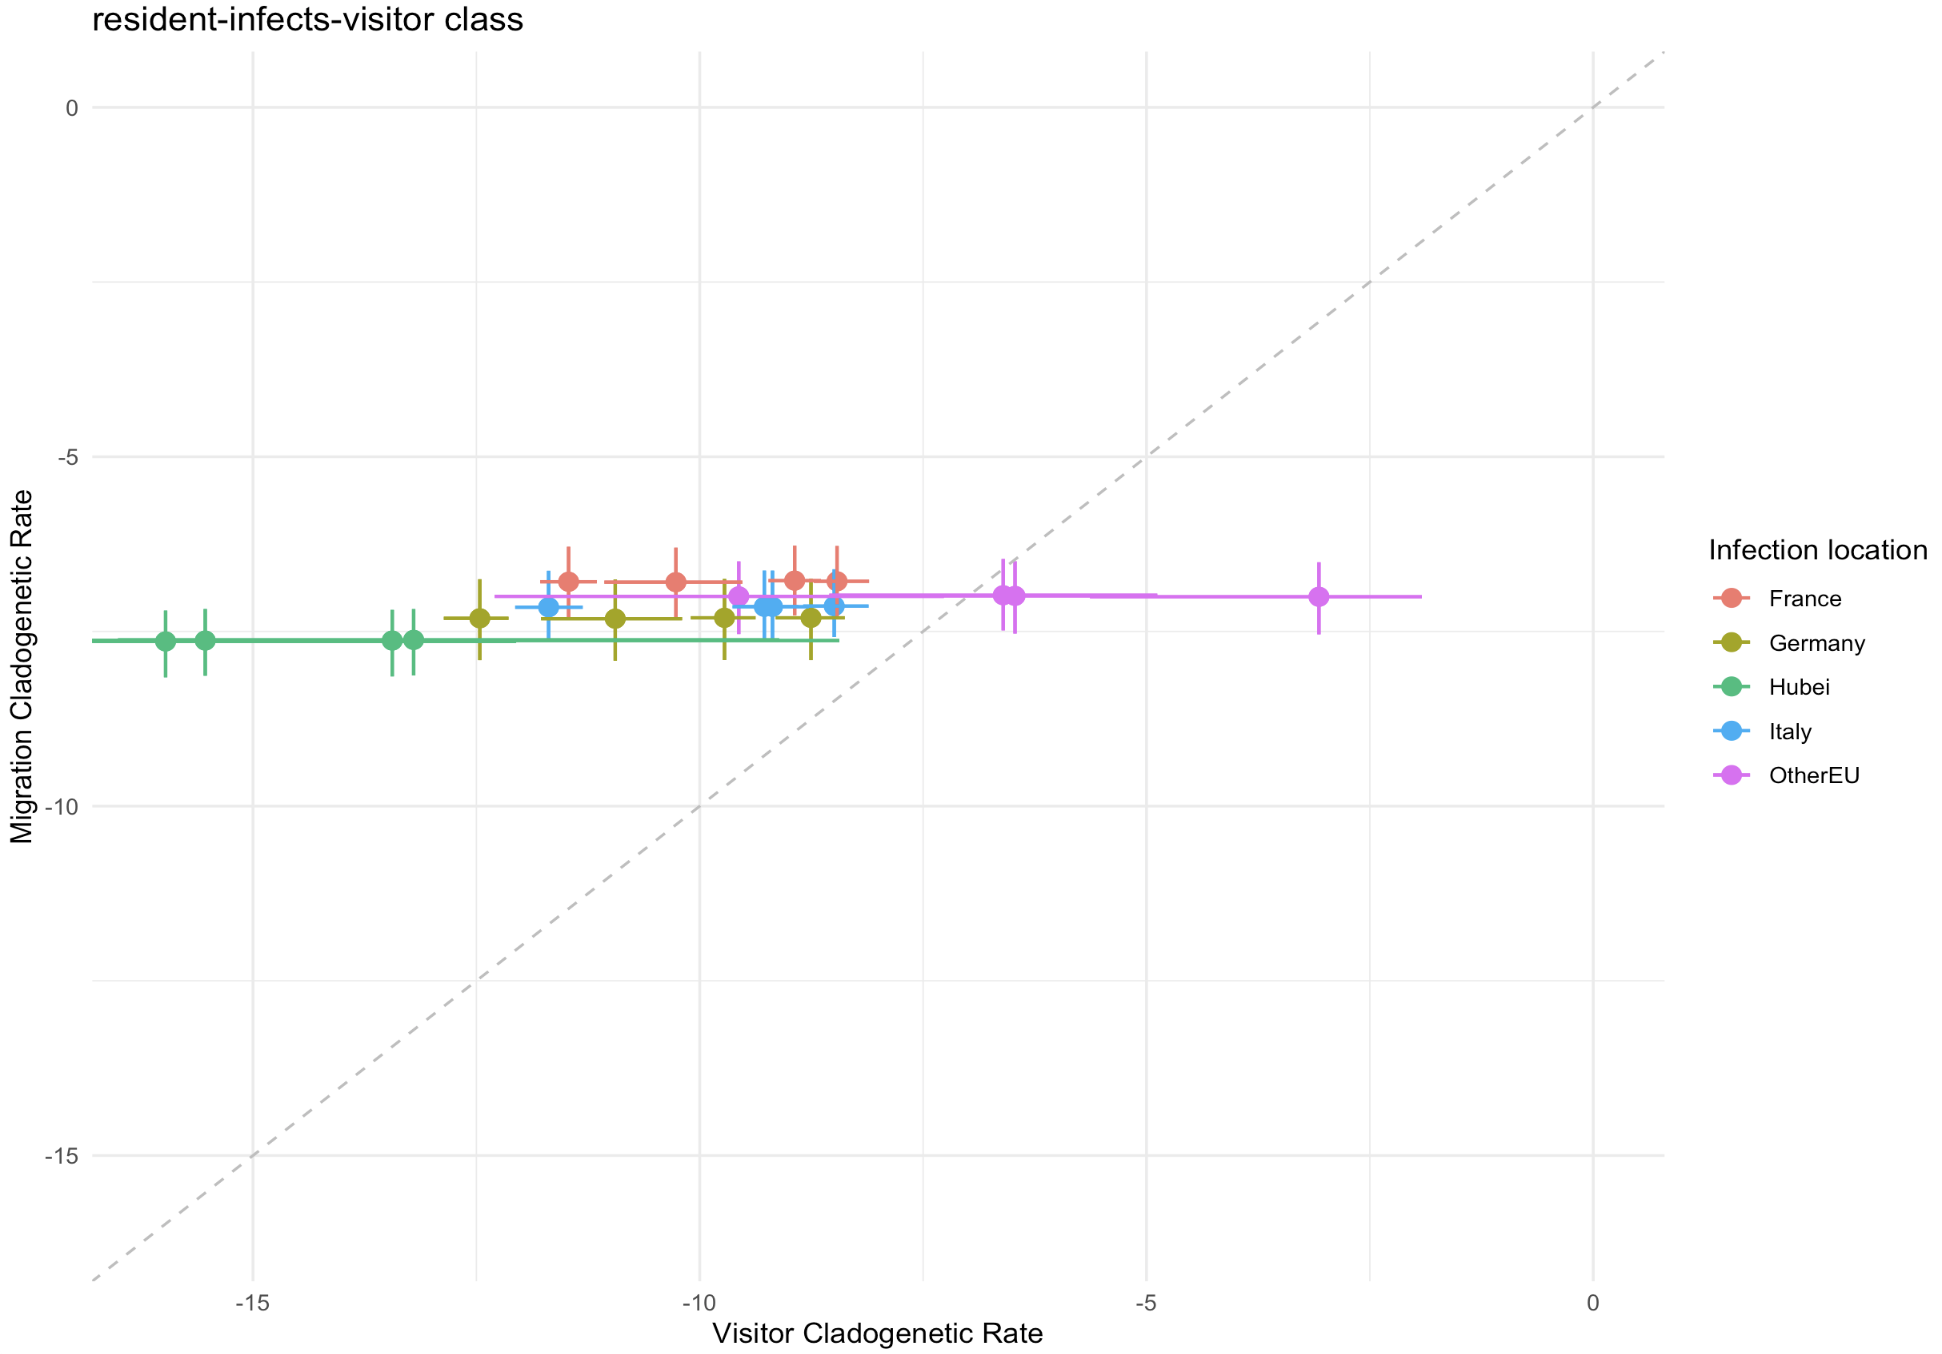 resident-infects-visitor class
0
-5
-10
-15
Migration Cladogenetic Rate
-15
-10
-5
0
Visitor Cladogenetic Rate
Infection location
France
Germany
Hubei
Italy
OtherEU